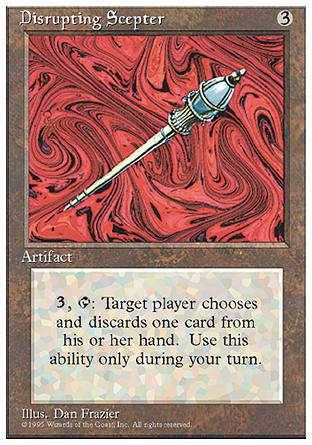 Disrupting Scepter 3
Artifact
3, : Target player chooses
and discards one card from
his or her hand. Use this
ability only during your turn.
Illus. Dan Frazier
©1995 Wizards of the Coast, Inc. All rights reserved.